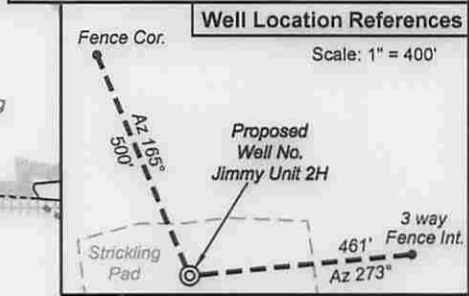 Well Location References
Scale: 1" = 400'
Fence Cor.
Az 165°
500'
Proposed
Well No.
Jimmy Unit 2H
3 way
Fence Int.
461'
Az 273°
Strickling
Pad